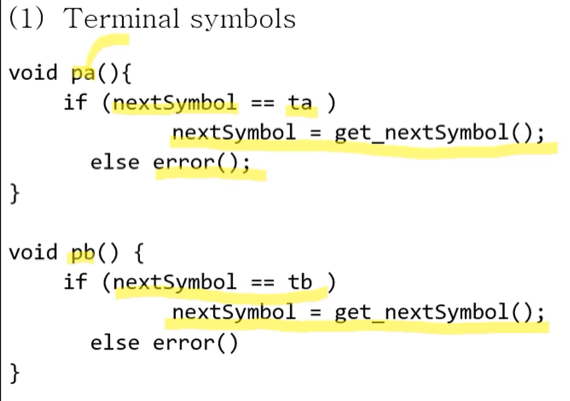 (1) Terminal symbols
void pa(){
if (nextSymbol == ta )
nextSymbol = get_nextSymbol();
else error();
}
void pb() {
if (nextSymbol == tb )
nextSymbol = get_nextSymbol();
else error()
}